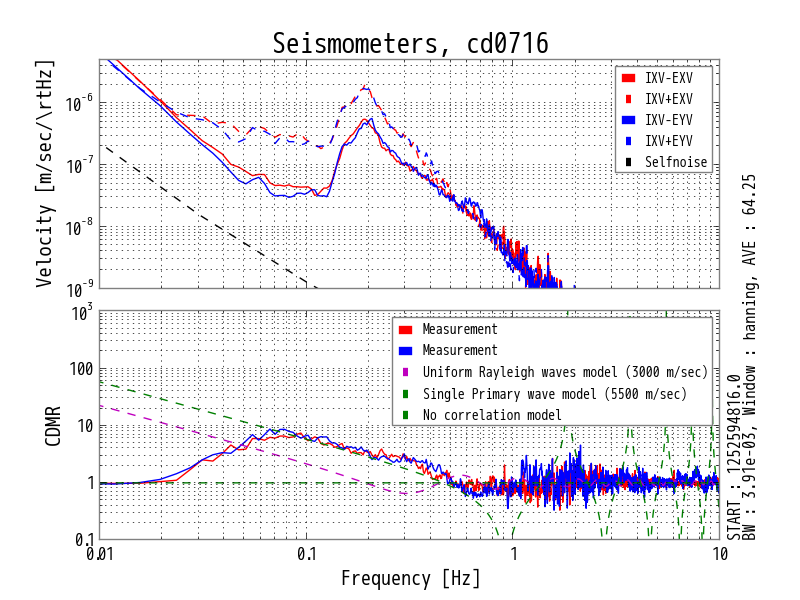 Seismometers, cd0716
Velocity [m/sec/\rtHz]
10^-6
10^-7
10^-8
10^-9
IXV-EXV
IXV+EXV
IXV-EYV
IXV+EYV
Selfnoise
CDMR
10^3
100
10
1
0.1
Measurement
Measurement
Uniform Rayleigh waves model (3000 m/sec)
Single Primary wave model (5500 m/sec)
No correlation model
0.01
0.1
1
10
Frequency [Hz]
START : 1252594816.0
BW : 3.91e-03, Window : hanning, AVE : 64.25